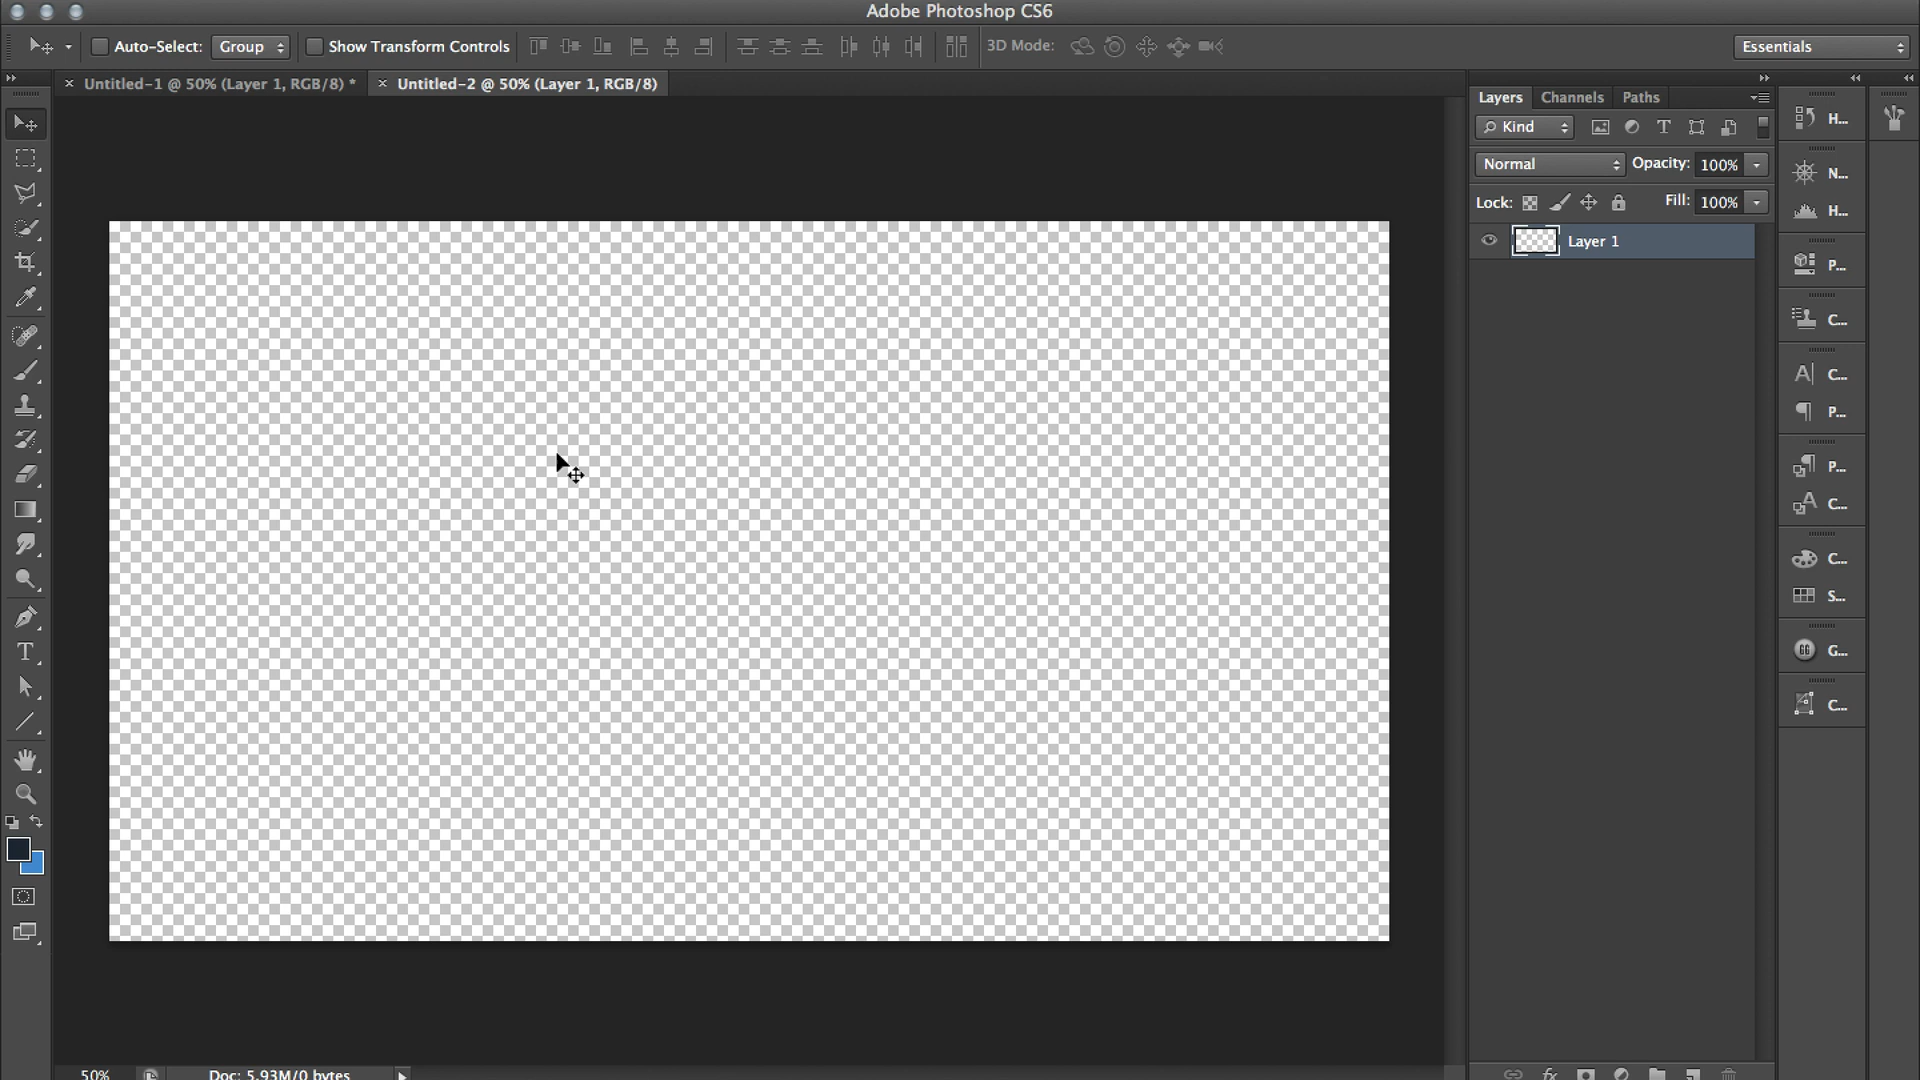 Adobe Photoshop CS6
Auto-Select: Group Show Transform Controls 3D Mode: Essentials
Untitled-1 @ 50% (Layer 1, RGB/8) * Untitled-2 @ 50% (Layer 1, RGB/8)
Layers Channels Paths
Kind
Normal Opacity: 100%
Lock: Fill: 100%
Layer 1
H...
N...
H...
P...
C...
C...
P...
P...
C...
C...
S...
G...
C...
50% Doc: 5.93M/0 bytes